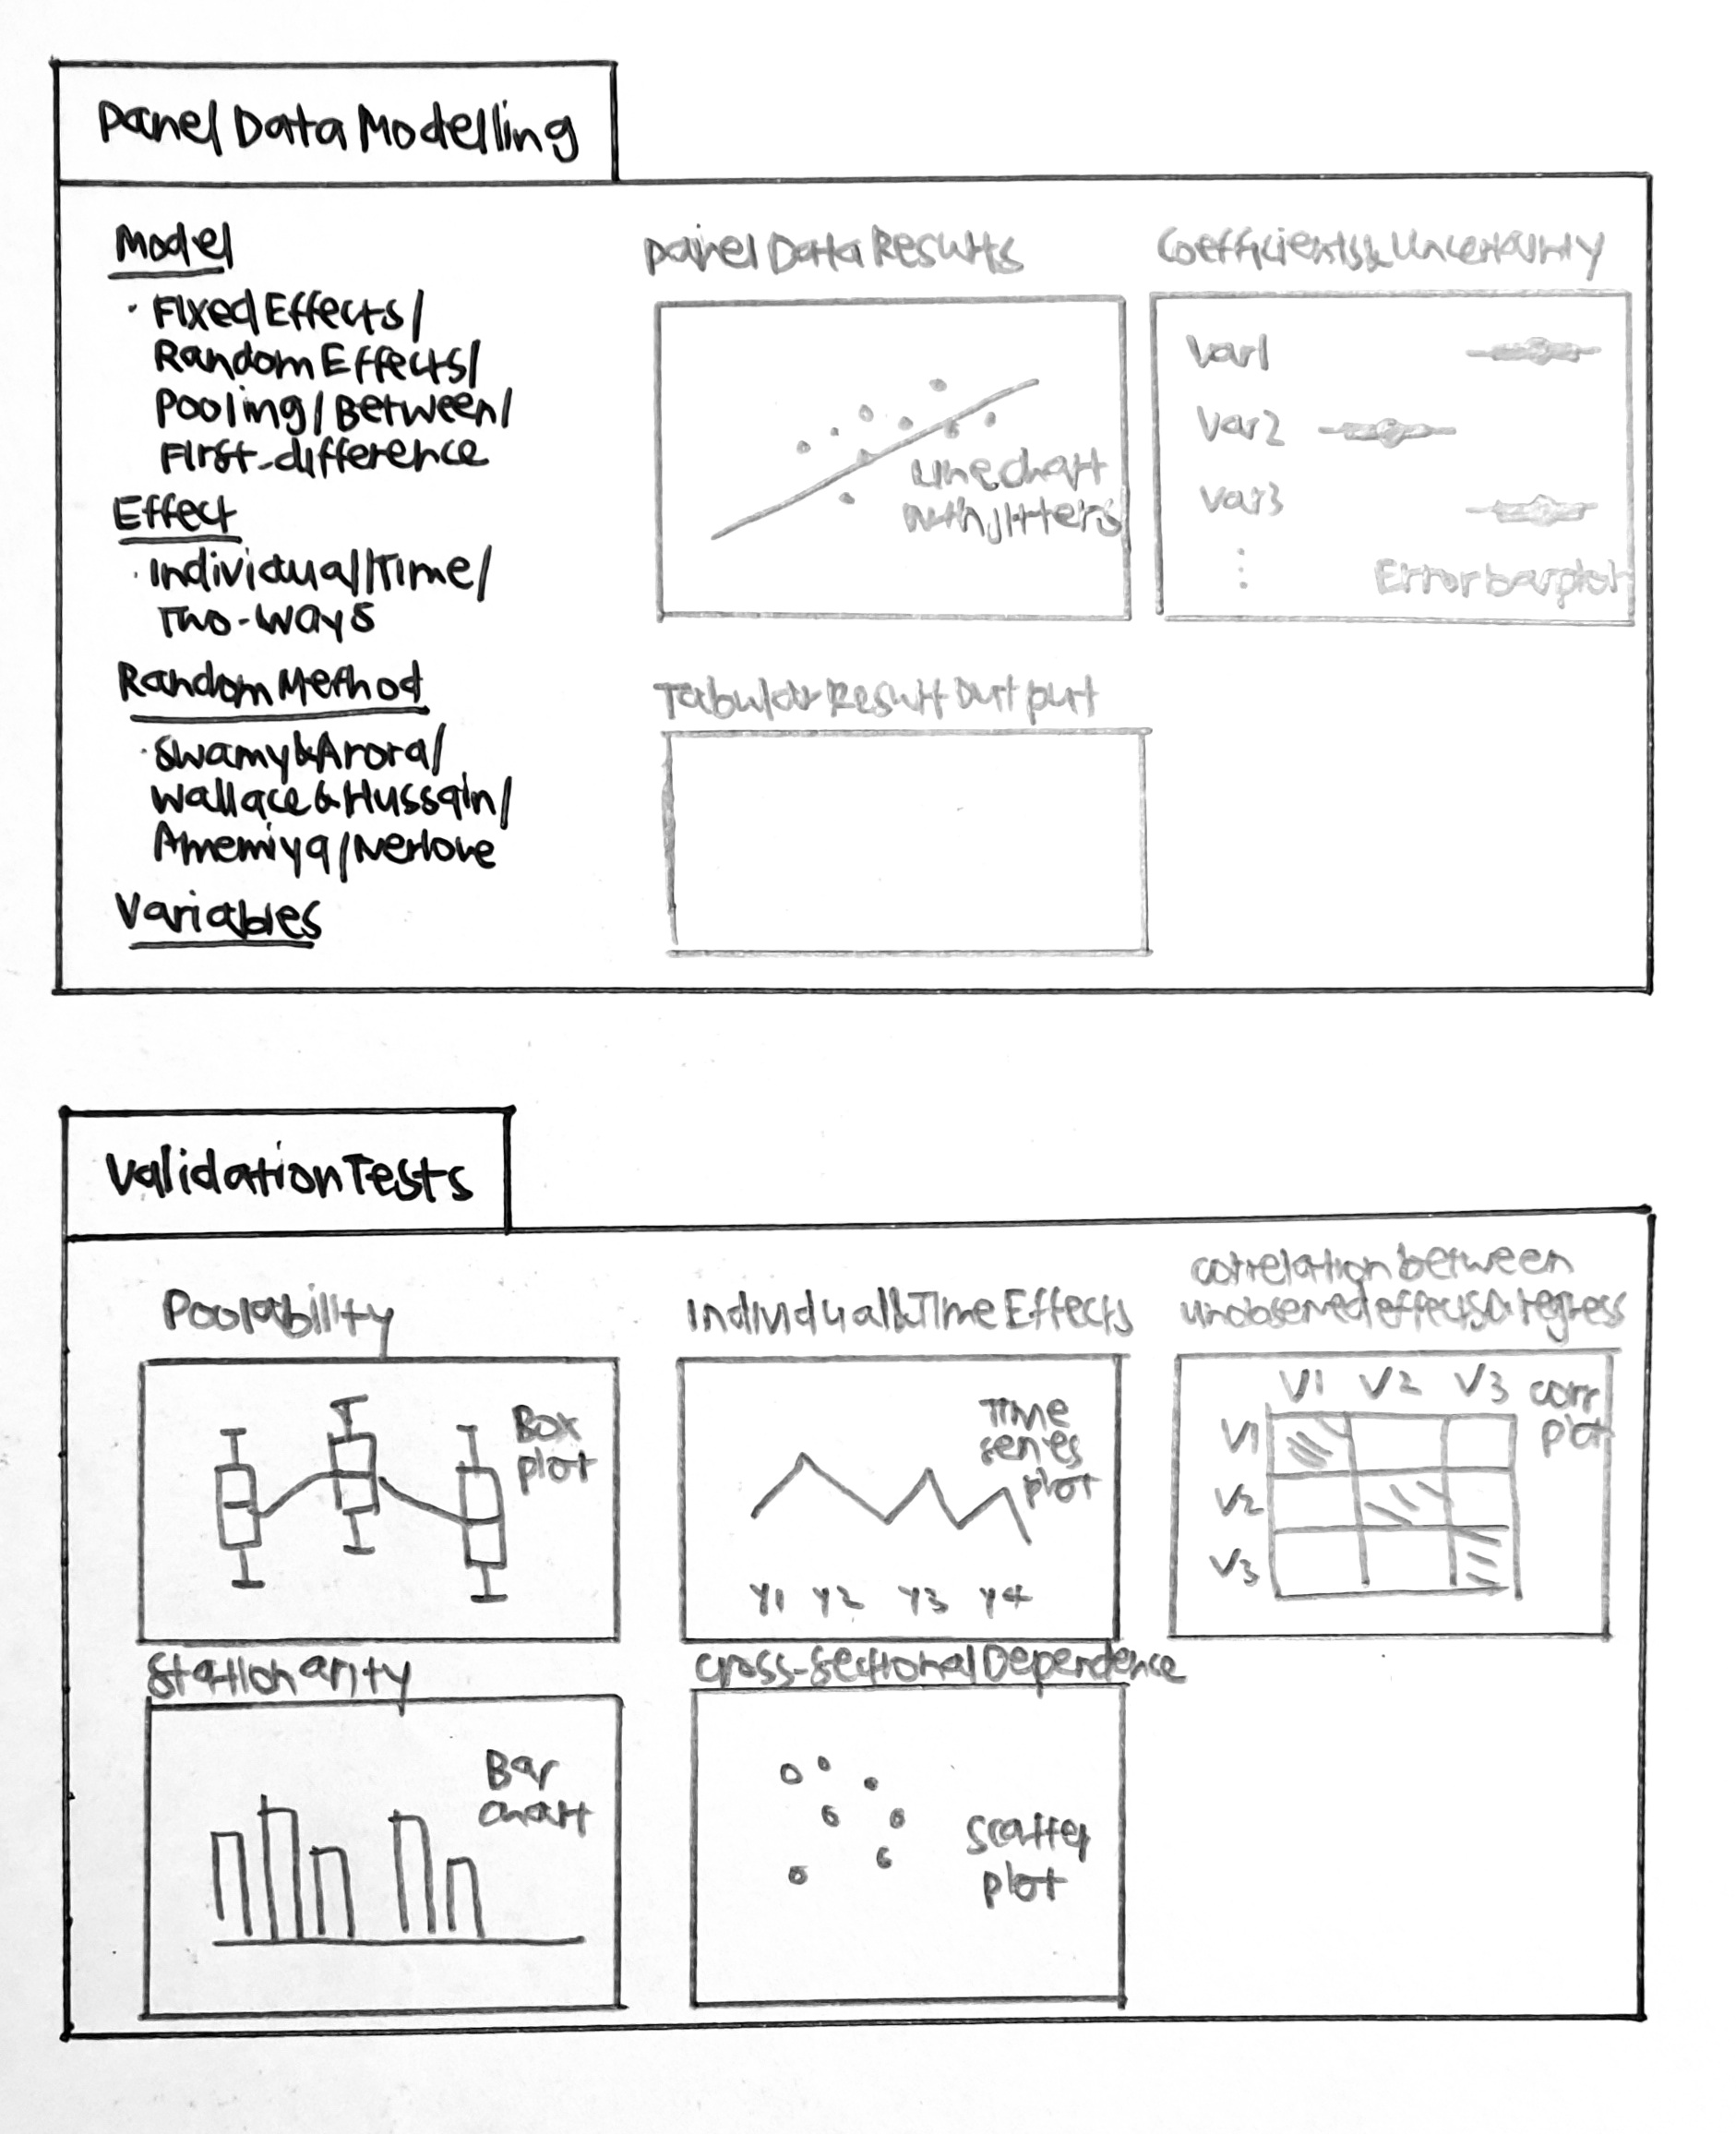 Panel Data Modelling
Model
· Fixed Effects/
Random Effects/
Pooling/Between/
First-difference
Effect
· Individual/Time/
Two-Ways
Random Method
· Swamy&Arora/
Wallace&Hussain/
Amemiya/Nerlove
Variables
Panel Data Results
Line chart
with jitters
Coefficients& Uncertainty
Var1
Var2
Var3
Error bar plot
Tabular Result Output
Validation Tests
Poolability
Box
plot
Individual&Time Effects
Time
series
plot
Y1 Y2 Y3 Y4
correlation between
unobserved effects& regress
V1 V2 V3
corr
plot
V1
V2
V3
Stationarity
Bar
chart
Cross-Sectional Dependence
Scatter
plot